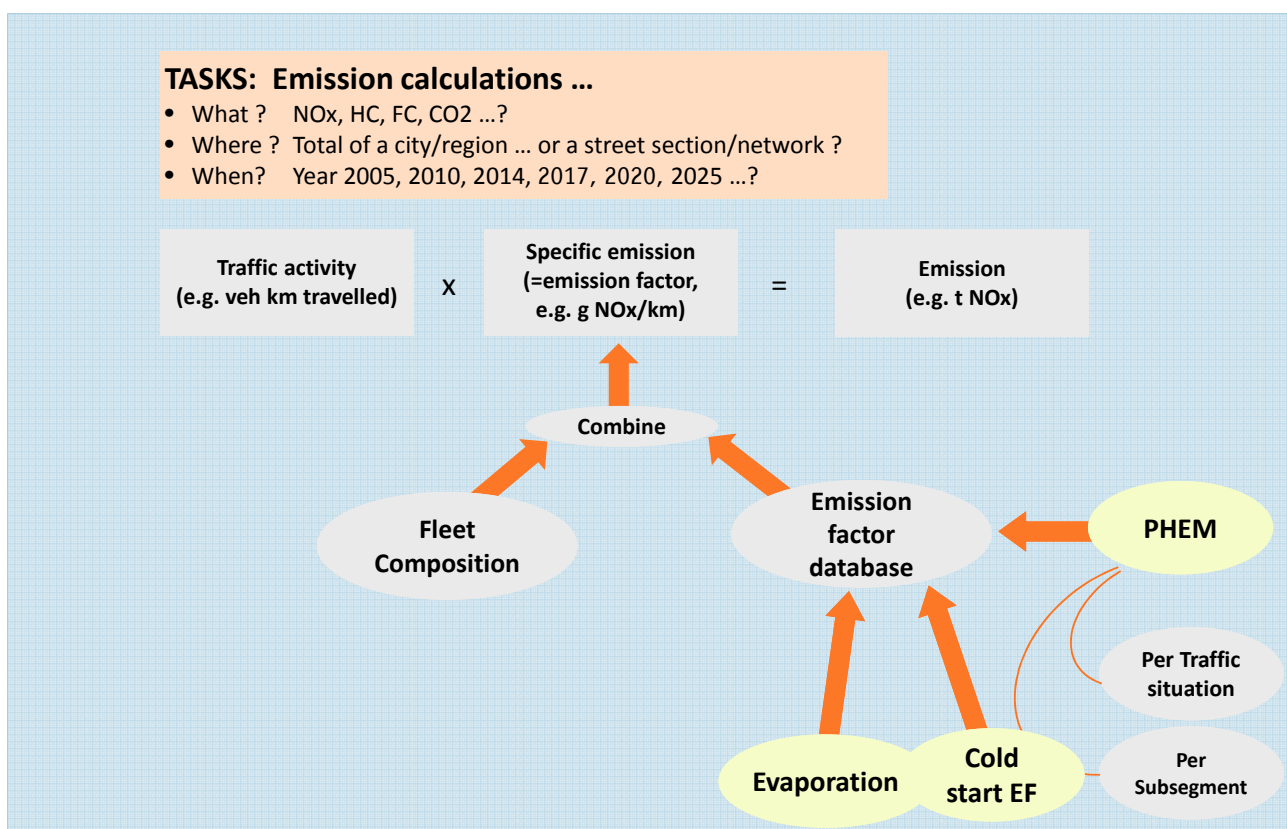 TASKS: Emission calculations …
• What ? NOx, HC, FC, CO2 …?
• Where ? Total of a city/region … or a street section/network ?
• When? Year 2005, 2010, 2014, 2017, 2020, 2025 …?
Traffic activity
(e.g. veh km travelled)
x
Specific emission
(=emission factor,
e.g. g NOx/km)
=
Emission
(e.g. t NOx)
Combine
Fleet
Composition
Emission
factor
database
PHEM
Per Traffic
situation
Evaporation
Cold
start EF
Per
Subsegment